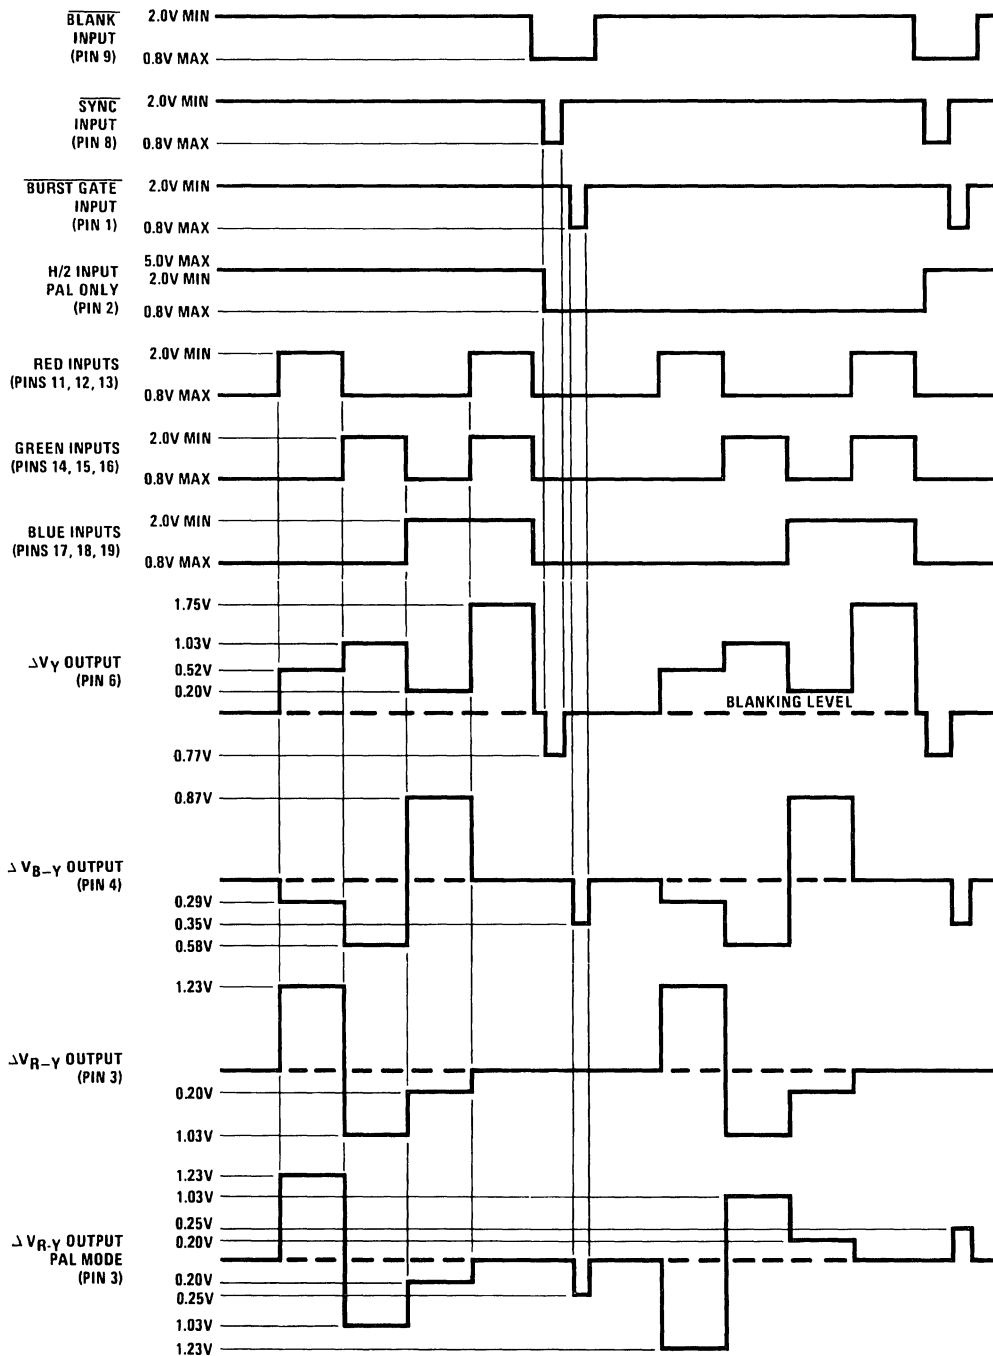 BLANK
INPUT
(PIN 9)
2.0V MIN
0.8V MAX
SYNC
INPUT
(PIN 8)
2.0V MIN
0.8V MAX
BURST GATE
INPUT
(PIN 1)
2.0V MIN
0.8V MAX
H/2 INPUT
PAL ONLY
(PIN 2)
5.0V MAX
2.0V MIN
0.8V MAX
RED INPUTS
(PINS 11, 12, 13)
2.0V MIN
0.8V MAX
GREEN INPUTS
(PINS 14, 15, 16)
2.0V MIN
0.8V MAX
BLUE INPUTS
(PINS 17, 18, 19)
2.0V MIN
0.8V MAX
ΔVY OUTPUT
(PIN 6)
1.75V
1.03V
0.52V
0.20V
BLANKING LEVEL
0.77V
Δ VB–Y OUTPUT
(PIN 4)
0.87V
0.29V
0.35V
0.58V
ΔVR–Y OUTPUT
(PIN 3)
1.23V
0.20V
1.03V
Δ VR-Y OUTPUT
PAL MODE
(PIN 3)
1.23V
1.03V
0.25V
0.20V
0.20V
0.25V
1.03V
1.23V